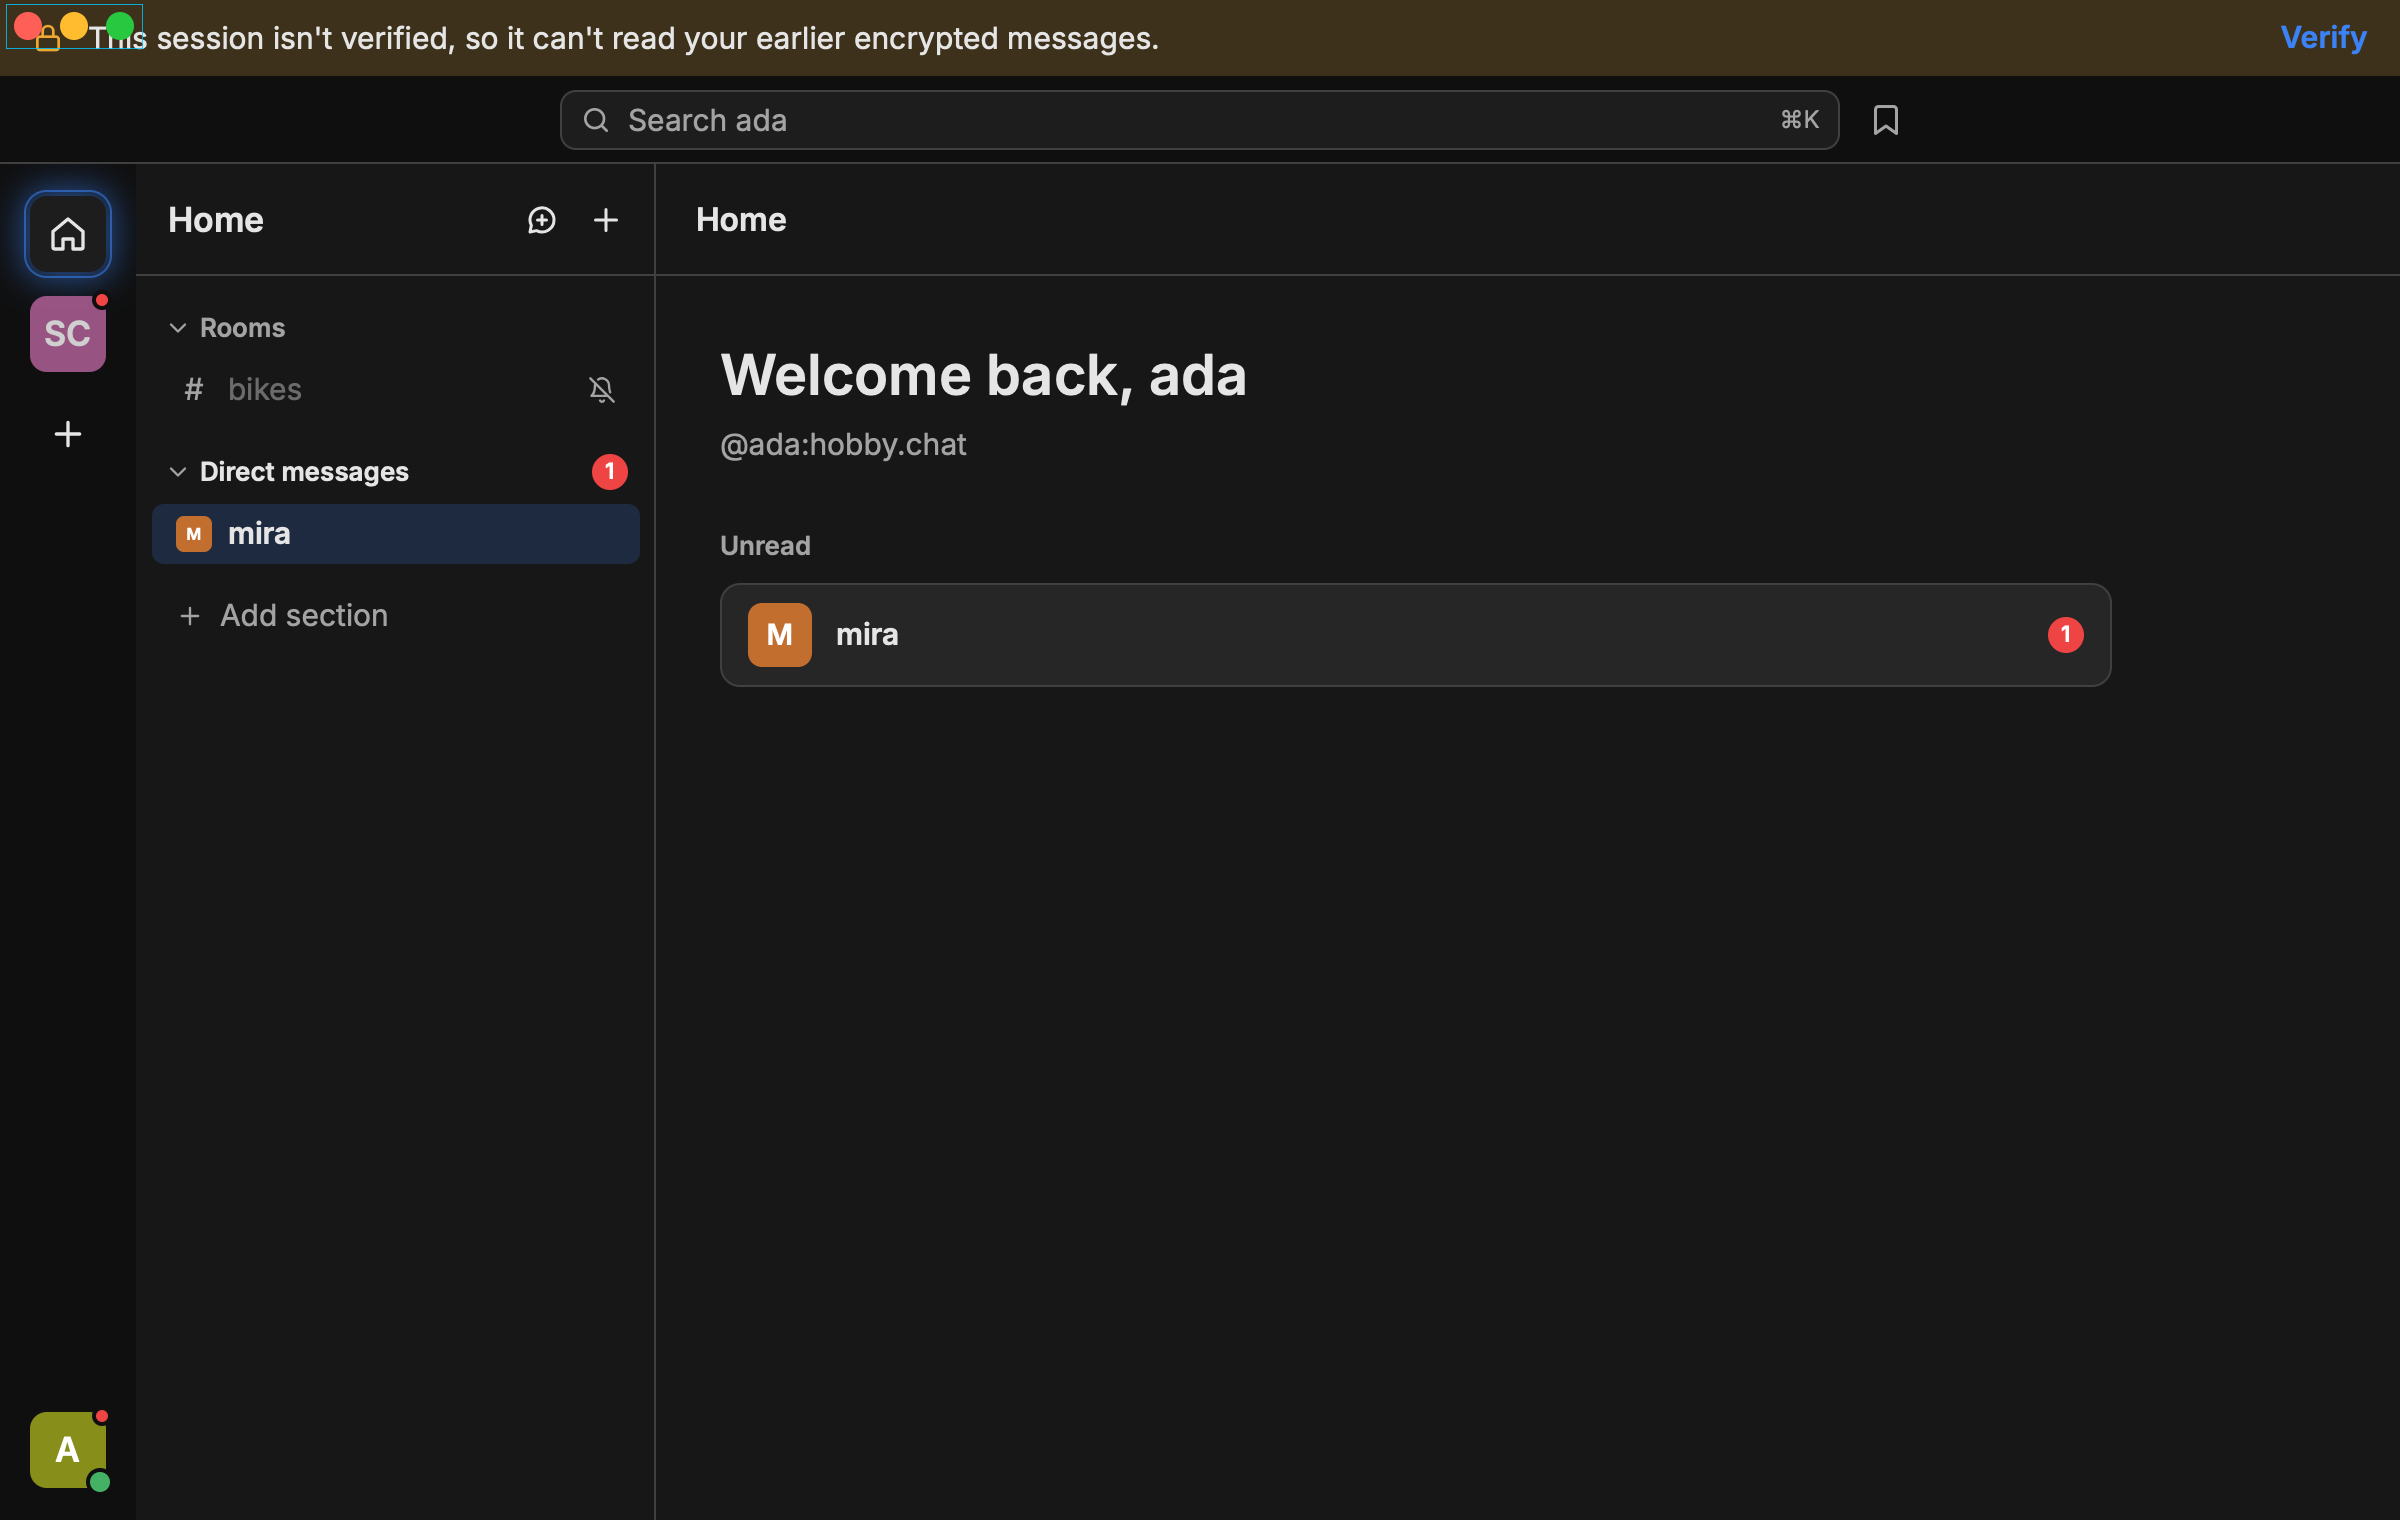 This session isn't verified, so it can't read your earlier encrypted messages.
Verify
Search ada
⌘K
Home
Home
SC
Rooms
# bikes
Direct messages
1
M
mira
Add section
Welcome back, ada
@ada:hobby.chat
Unread
M
mira
1
A